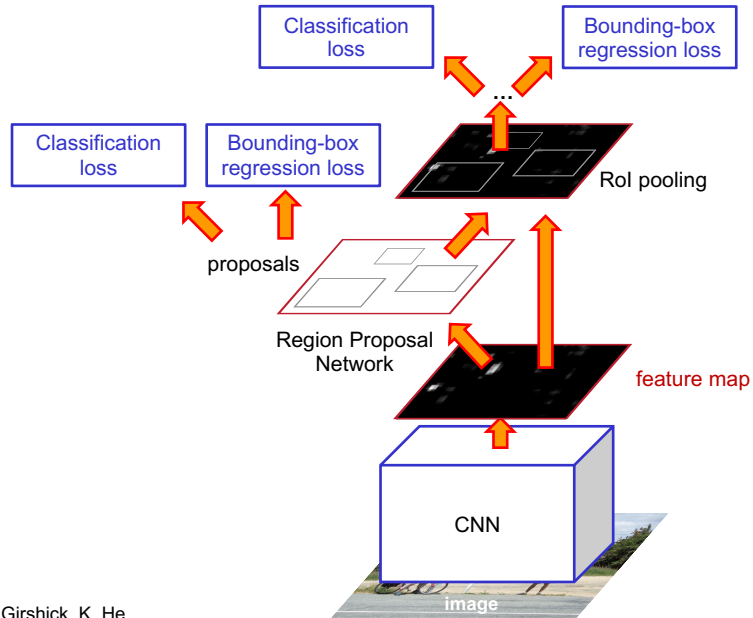 Classification
loss
Bounding-box
regression loss
...
Classification
loss
Bounding-box
regression loss
RoI pooling
proposals
Region Proposal
Network
feature map
CNN
image
Girshick, K. He